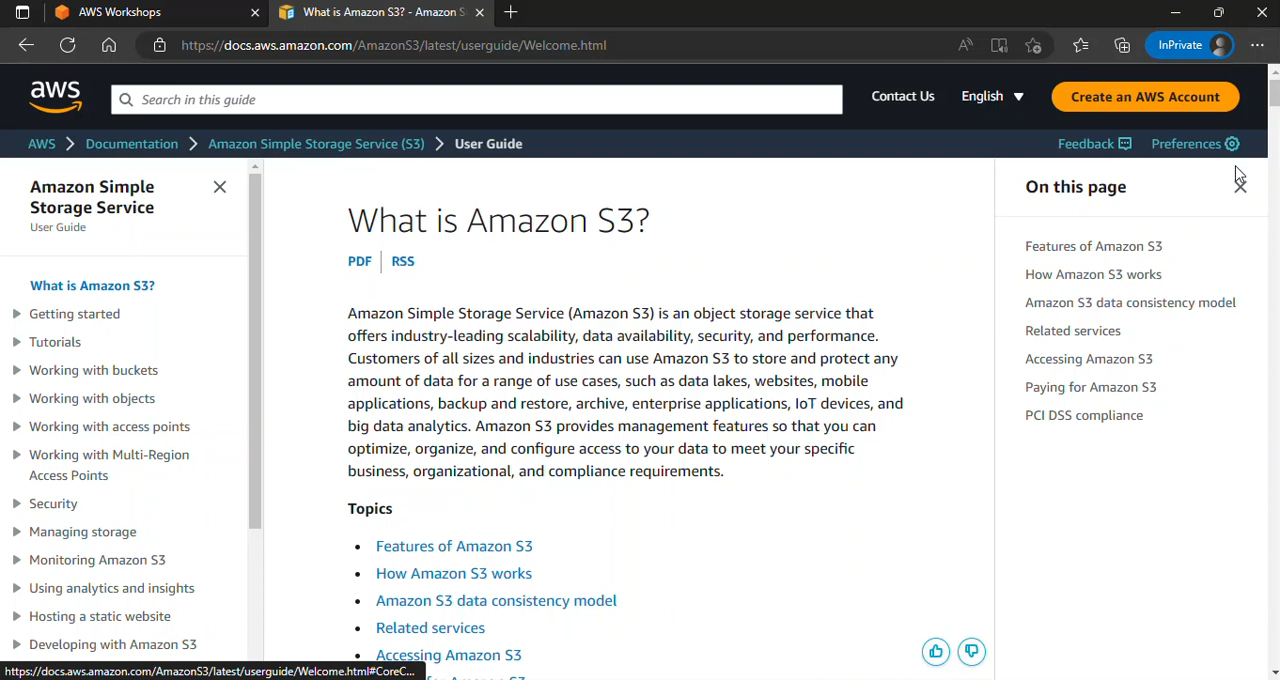 AWS Workshops
What is Amazon S3? - Amazon S
https://docs.aws.amazon.com/AmazonS3/latest/userguide/Welcome.html
InPrivate
aws
Search in this guide
Contact Us
English
Create an AWS Account
AWS
Documentation
Amazon Simple Storage Service (S3)
User Guide
Feedback
Preferences
Amazon Simple
Storage Service
User Guide
What is Amazon S3?
Getting started
Tutorials
Working with buckets
Working with objects
Working with access points
Working with Multi-Region
Access Points
Security
Managing storage
Monitoring Amazon S3
Using analytics and insights
Hosting a static website
Developing with Amazon S3
https://docs.aws.amazon.com/AmazonS3/latest/userguide/Welcome.html#CoreC...
What is Amazon S3?
PDF
RSS
Amazon Simple Storage Service (Amazon S3) is an object storage service that
offers industry-leading scalability, data availability, security, and performance.
Customers of all sizes and industries can use Amazon S3 to store and protect any
amount of data for a range of use cases, such as data lakes, websites, mobile
applications, backup and restore, archive, enterprise applications, IoT devices, and
big data analytics. Amazon S3 provides management features so that you can
optimize, organize, and configure access to your data to meet your specific
business, organizational, and compliance requirements.
Topics
• Features of Amazon S3
• How Amazon S3 works
• Amazon S3 data consistency model
• Related services
• Accessing Amazon S3
On this page
Features of Amazon S3
How Amazon S3 works
Amazon S3 data consistency model
Related services
Accessing Amazon S3
Paying for Amazon S3
PCI DSS compliance